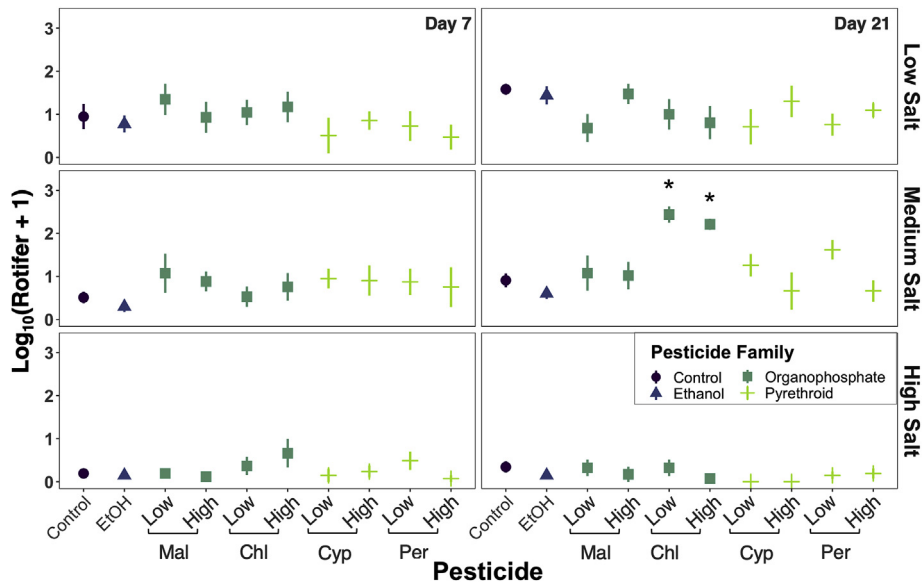 Day 7
Day 21
3
2
1
0
Low Salt
3
2
1
0
* *
Medium Salt
Log10(Rotifer + 1)
3
2
1
0
High Salt
Pesticide Family
Control Organophosphate
Ethanol Pyrethroid
Control EtOH Low High Low High Low High Low High
Control EtOH Low High Low High Low High Low High
Mal Chl Cyp Per
Mal Chl Cyp Per
Pesticide